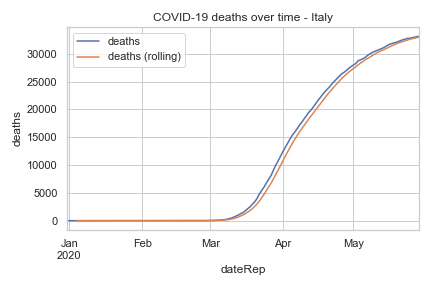 COVID-19 deaths over time - Italy
deaths
deaths (rolling)
30000
25000
20000
15000
10000
5000
0
deaths
Jan
2020
Feb
Mar
Apr
May
dateRep